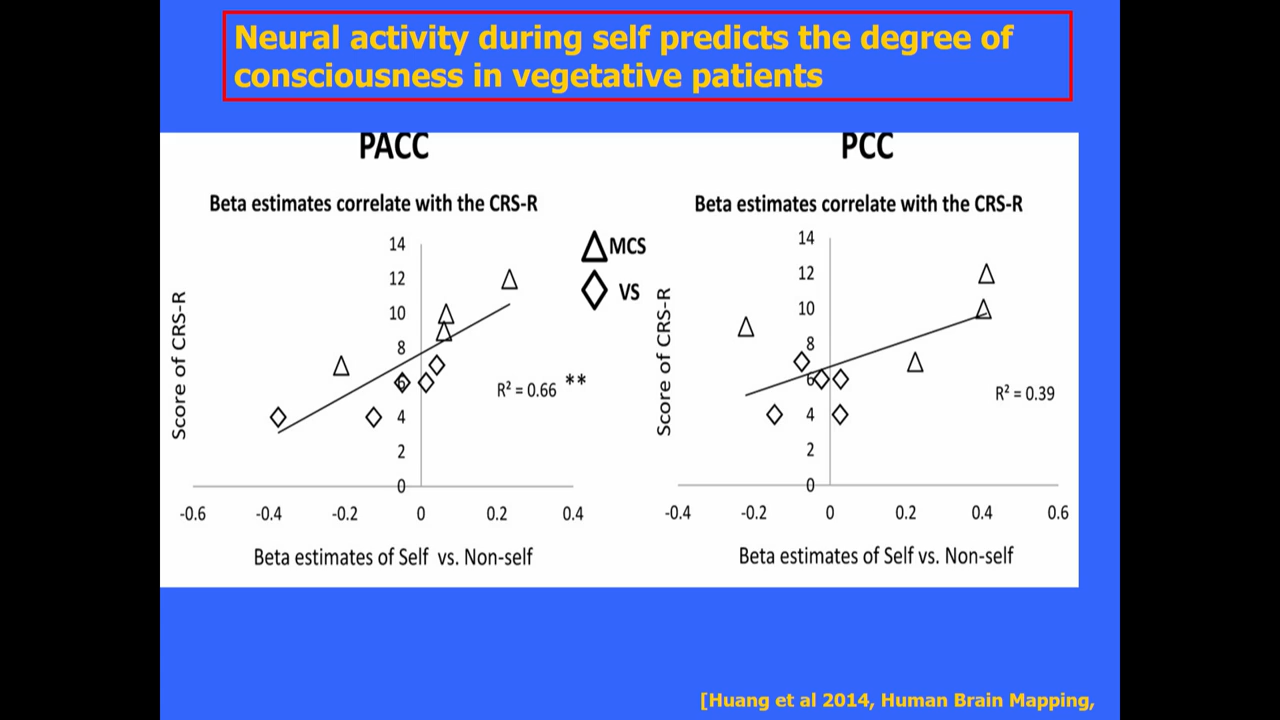 Neural activity during self predicts the degree of
consciousness in vegetative patients
PACC
Beta estimates correlate with the CRS-R
Score of CRS-R
14
12
10
8
6
4
2
0
-0.6 -0.4 -0.2 0 0.2 0.4
R² = 0.66 **
Beta estimates of Self vs. Non-self
MCS
VS
PCC
Beta estimates correlate with the CRS-R
Score of CRS-R
14
12
10
8
6
4
2
0
-0.4 -0.2 0 0.2 0.4 0.6
R² = 0.39
Beta estimates of Self vs. Non-self
[Huang et al 2014, Human Brain Mapping,